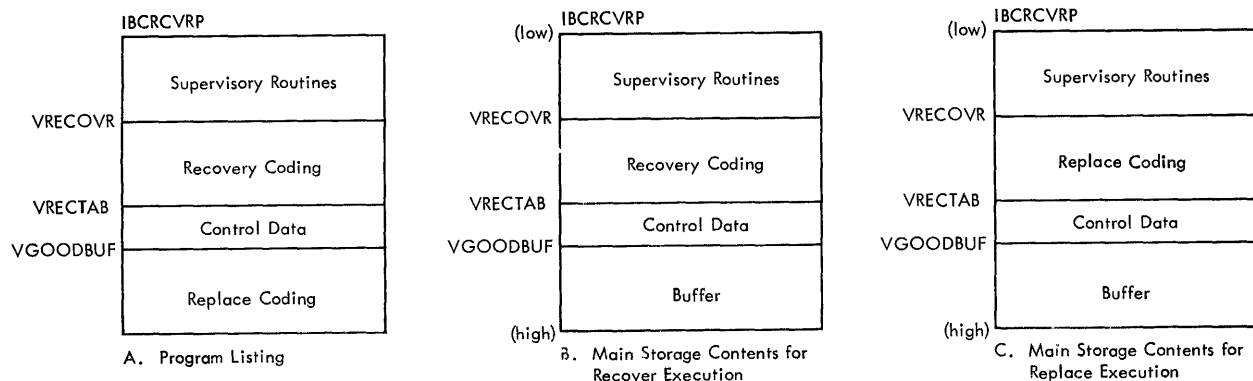 IBCRCVRP
Supervisory Routines
VRECOVR
Recovery Coding
VRECTAB
Control Data
VGOODBUF
Replace Coding
A. Program Listing
IBCRCVRP
(low)
Supervisory Routines
VRECOVR
Recovery Coding
VRECTAB
Control Data
VGOODBUF
Buffer
(high)
B. Main Storage Contents for
Recover Execution
IBCRCVRP
(low)
Supervisory Routines
VRECOVR
Replace Coding
VRECTAB
Control Data
VGOODBUF
Buffer
(high)
C. Main Storage Contents for
Replace Execution